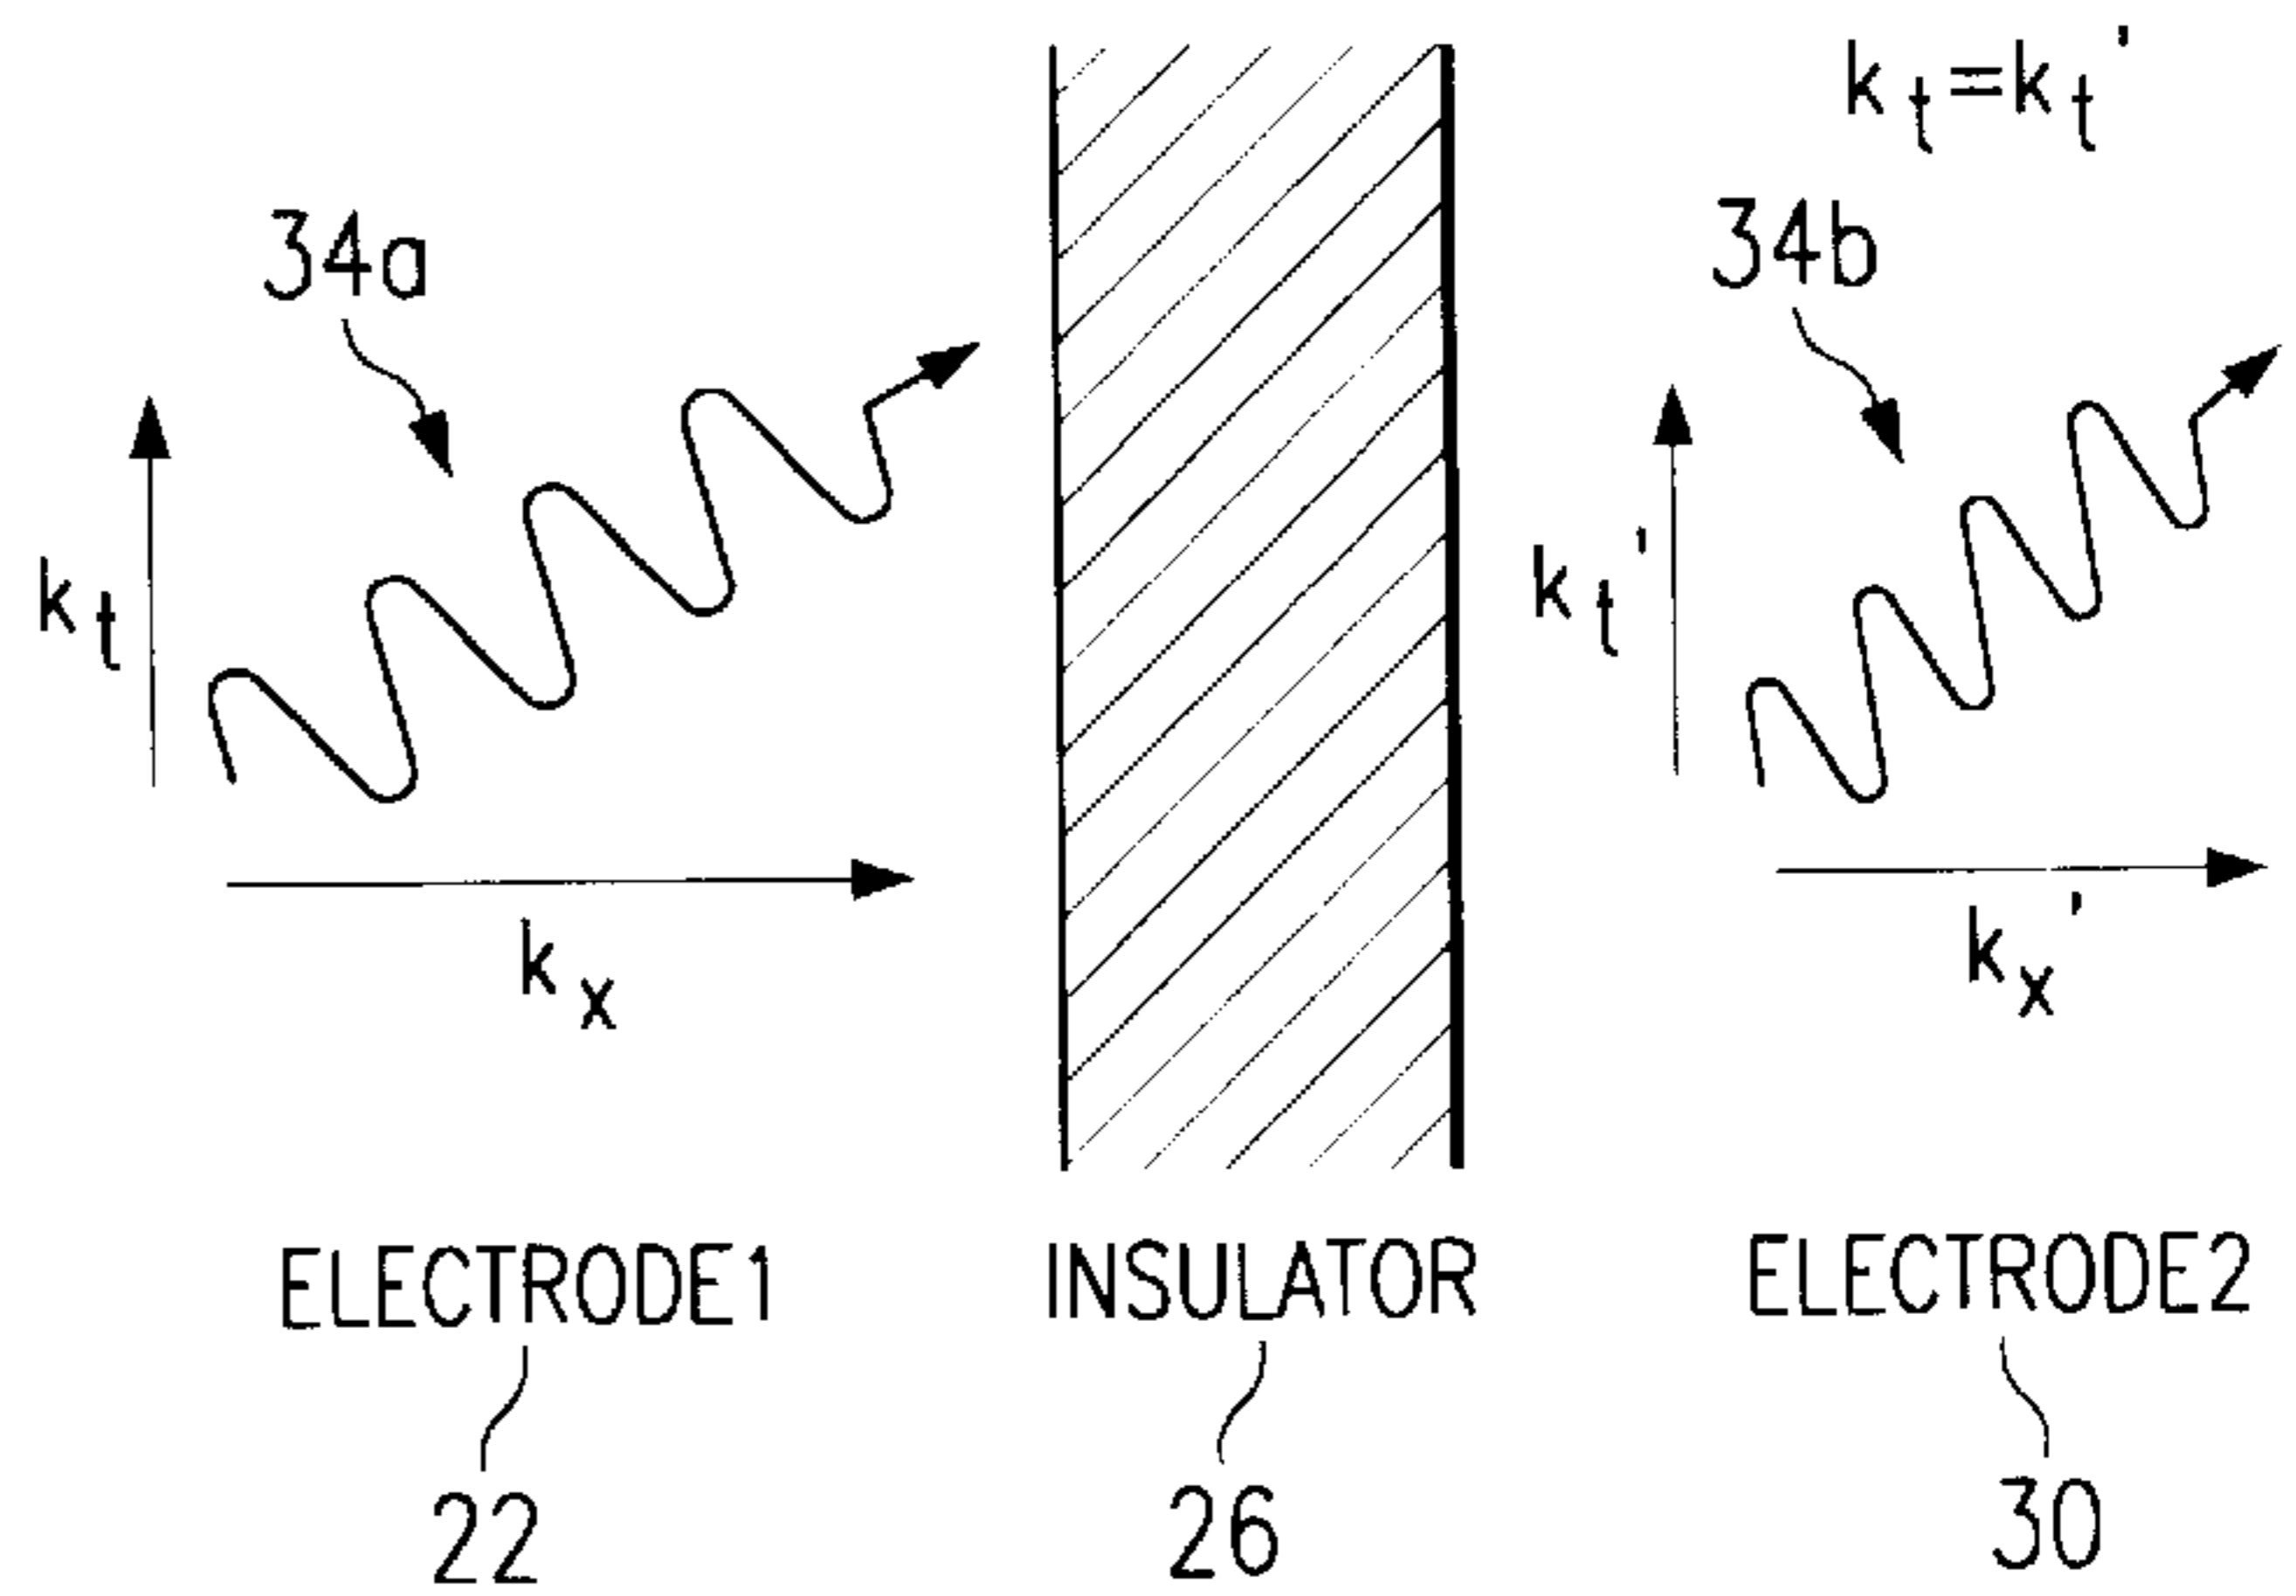 k_t=k_t'
34a
34b
k_t
k_t'
k_x
k_x'
ELECTRODE1
INSULATOR
ELECTRODE2
22
26
30